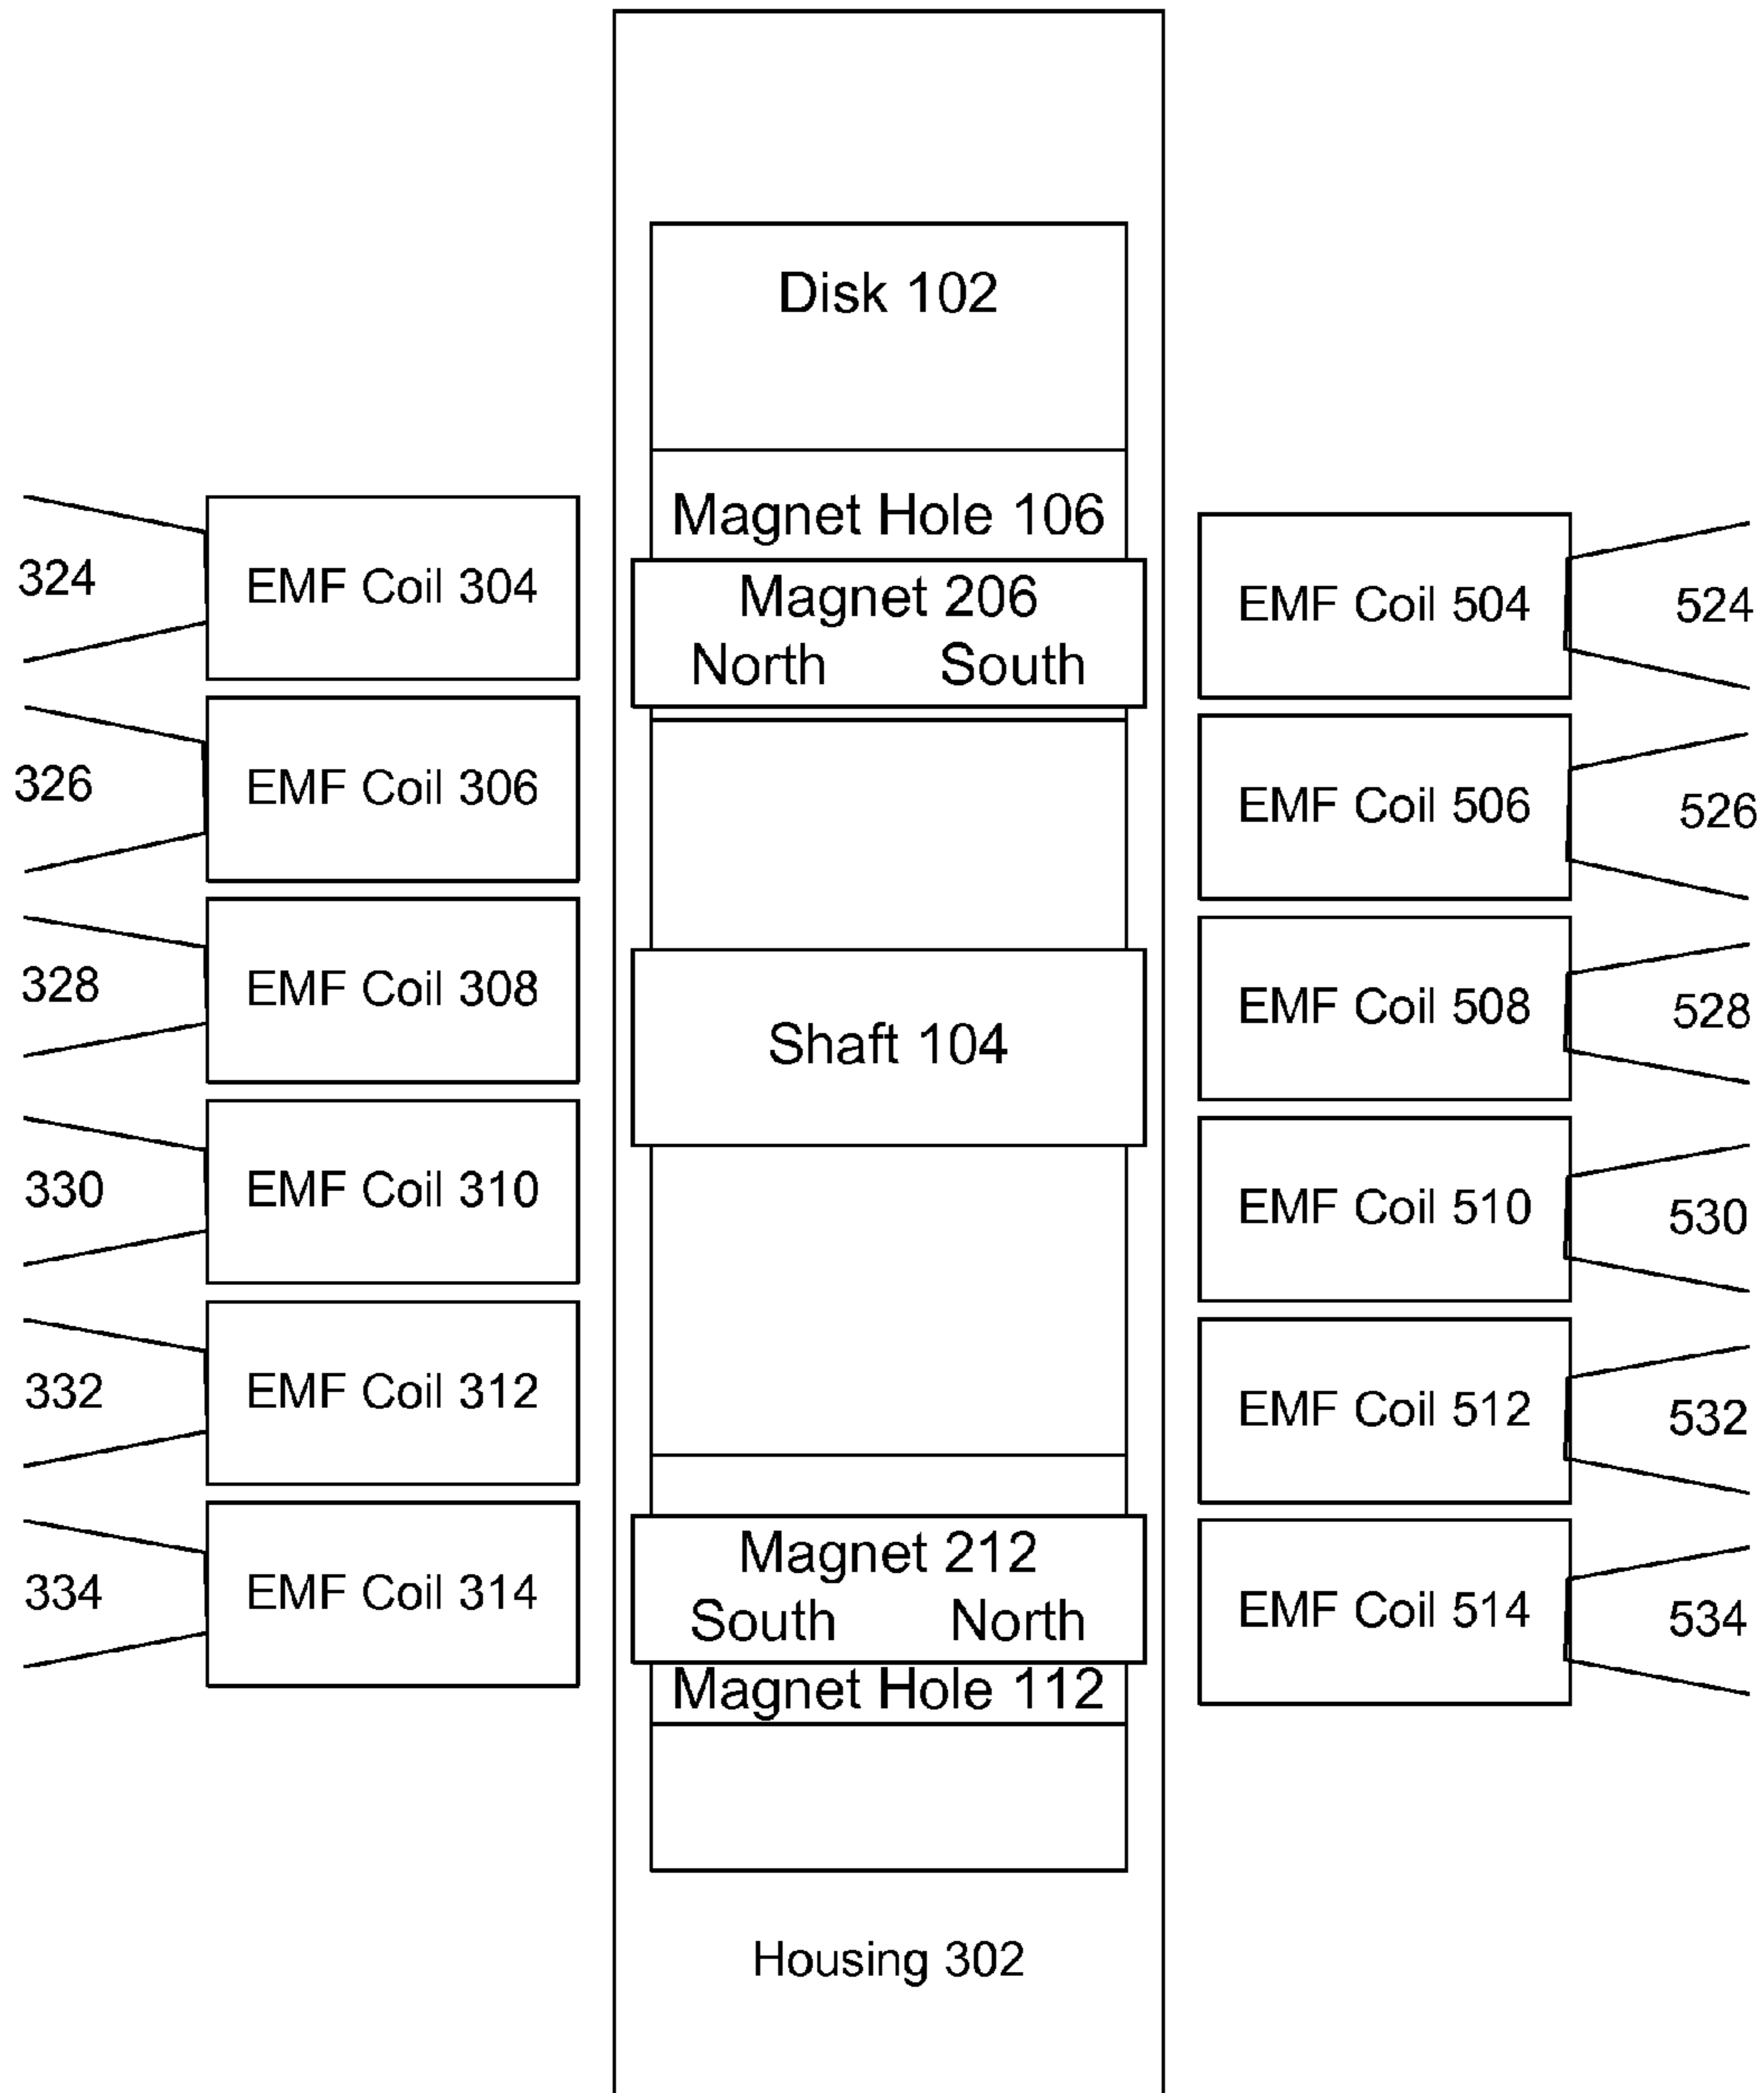 Disk 102
Magnet Hole 106
324
EMF Coil 304
Magnet 206
North South
EMF Coil 504
524
326
EMF Coil 306
EMF Coil 506
526
328
EMF Coil 308
Shaft 104
EMF Coil 508
528
330
EMF Coil 310
EMF Coil 510
530
332
EMF Coil 312
EMF Coil 512
532
334
EMF Coil 314
Magnet 212
South North
Magnet Hole 112
EMF Coil 514
534
Housing 302